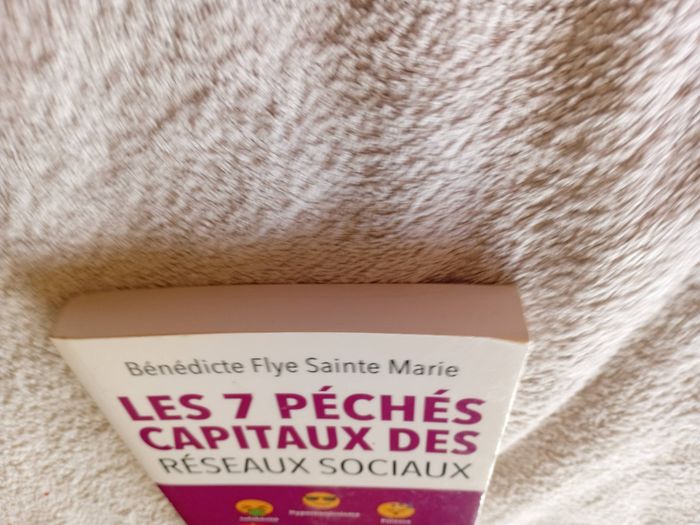 Bénédicte Flye Sainte Marie
LES 7 PÉCHÉS
CAPITAUX DES
RÉSEAUX SOCIAUX